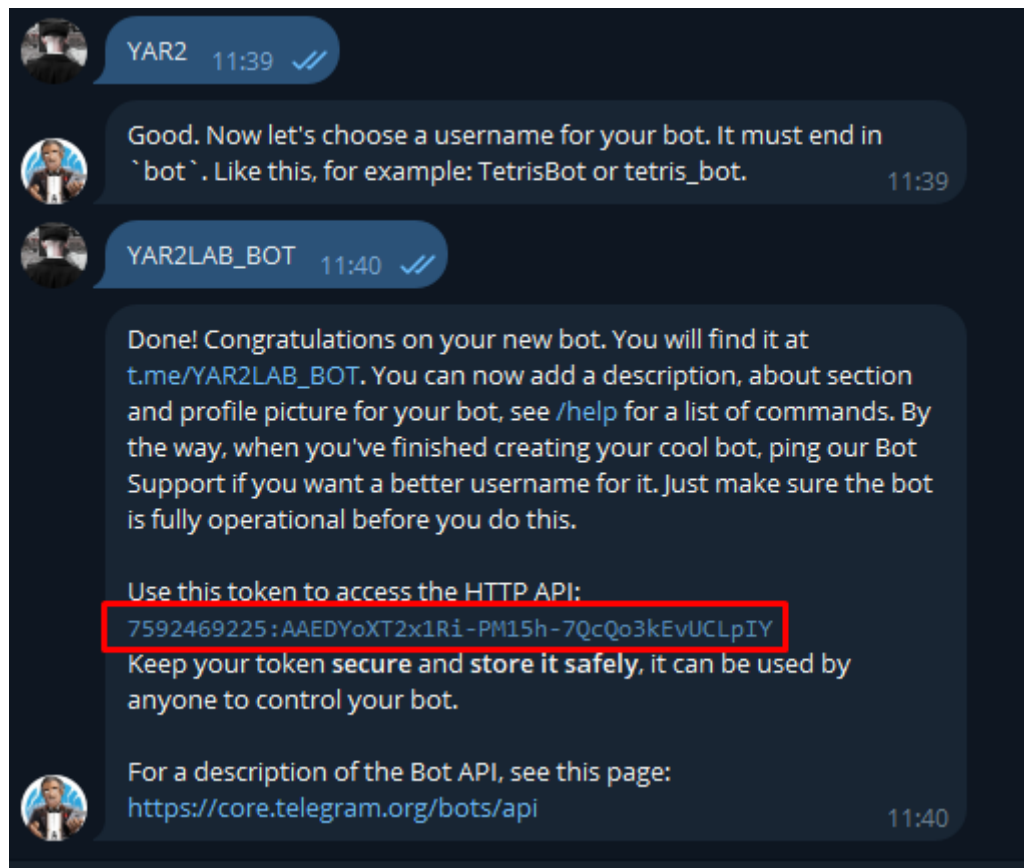 YAR2 11:39
Good. Now let's choose a username for your bot. It must end in
`bot`. Like this, for example: TetrisBot or tetris_bot. 11:39
YAR2LAB_BOT 11:40
Done! Congratulations on your new bot. You will find it at
t.me/YAR2LAB_BOT. You can now add a description, about section
and profile picture for your bot, see /help for a list of commands. By
the way, when you've finished creating your cool bot, ping our Bot
Support if you want a better username for it. Just make sure the bot
is fully operational before you do this.
Use this token to access the HTTP API:
7592469225:AAEDYoXT2x1Ri-PM15h-7QcQo3kEvUCLpIY
Keep your token secure and store it safely, it can be used by
anyone to control your bot.
For a description of the Bot API, see this page:
https://core.telegram.org/bots/api 11:40